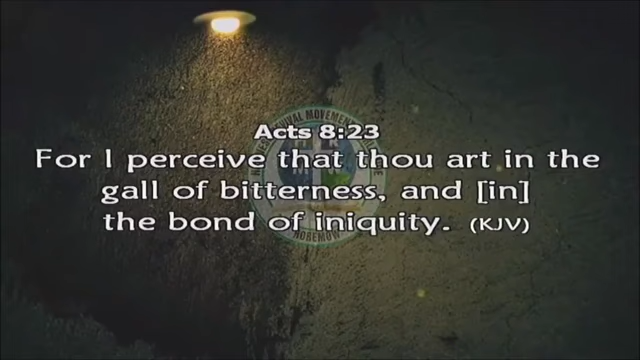 Acts 8:23
For I perceive that thou art in the
gall of bitterness, and [in]
the bond of iniquity. (KJV)